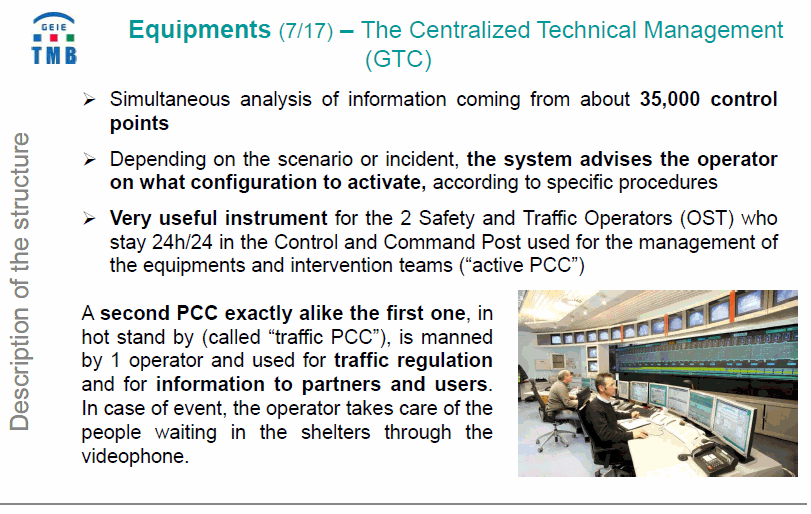 GEIE
TMB
Equipments (7/17) – The Centralized Technical Management
(GTC)
Description of the structure
➢ Simultaneous analysis of information coming from about 35,000 control
points
➢ Depending on the scenario or incident, the system advises the operator
on what configuration to activate, according to specific procedures
➢ Very useful instrument for the 2 Safety and Traffic Operators (OST) who
stay 24h/24 in the Control and Command Post used for the management of
the equipments and intervention teams (“active PCC”)
A second PCC exactly alike the first one, in
hot stand by (called “traffic PCC”), is manned
by 1 operator and used for traffic regulation
and for information to partners and users.
In case of event, the operator takes care of the
people waiting in the shelters through the
videophone.